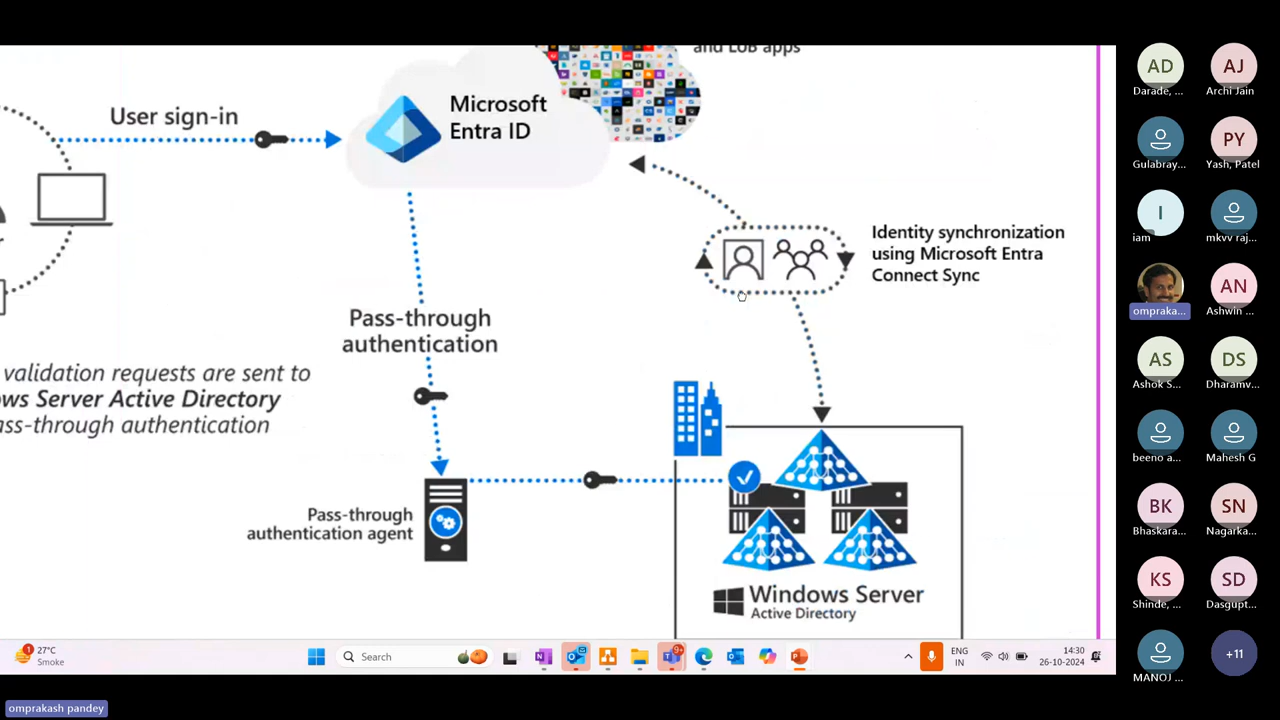 and LOB apps
Microsoft
Entra ID
User sign-in
Identity synchronization
using Microsoft Entra
Connect Sync
Pass-through
authentication
validation requests are sent to
ws Server Active Directory
ass-through authentication
Pass-through
authentication agent
Windows Server
Active Directory
AD
Darade, ...
AJ
Archi Jain
Gulabray...
PY
Yash, Patel
I
iam
mkvv raj...
ompraka...
AN
Ashwin ...
AS
Ashok S...
DS
Dharamv...
beeno a...
Mahesh G
BK
Bhaskara...
SN
Nagarka...
KS
Shinde, ...
SD
Dasgupt...
MANOJ ...
+11
1
27°C
Smoke
Search
9+
ENG
IN
14:30
26-10-2024
omprakash pandey